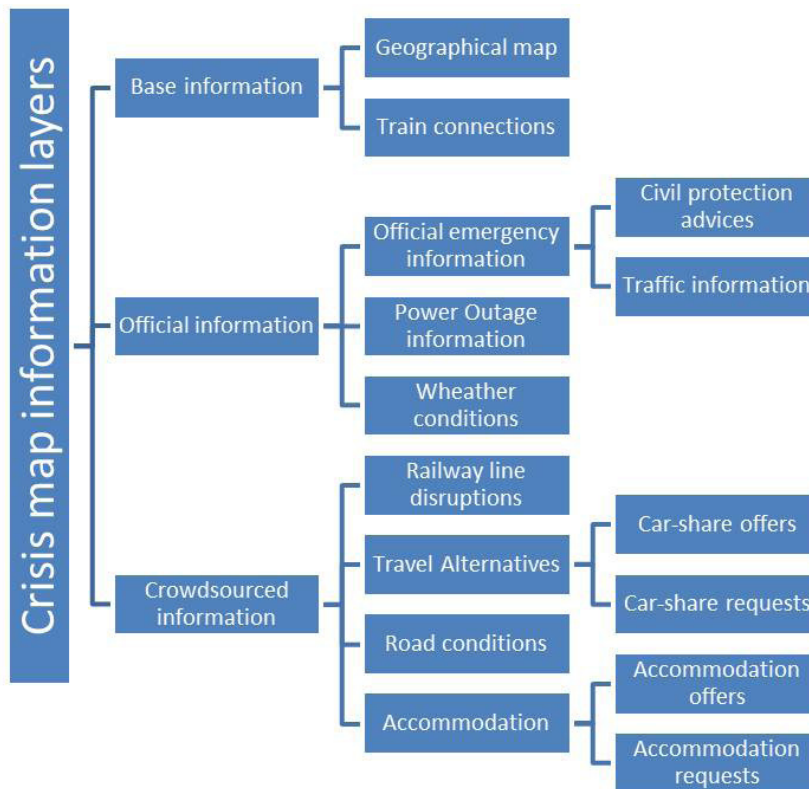 Crisis map information layers
Base information
Geographical map
Train connections
Official information
Official emergency
information
Civil protection
advices
Traffic information
Power Outage
information
Wheather
conditions
Crowdsourced
information
Railway line
disruptions
Travel Alternatives
Car-share offers
Car-share requests
Road conditions
Accommodation
Accommodation
offers
Accommodation
requests